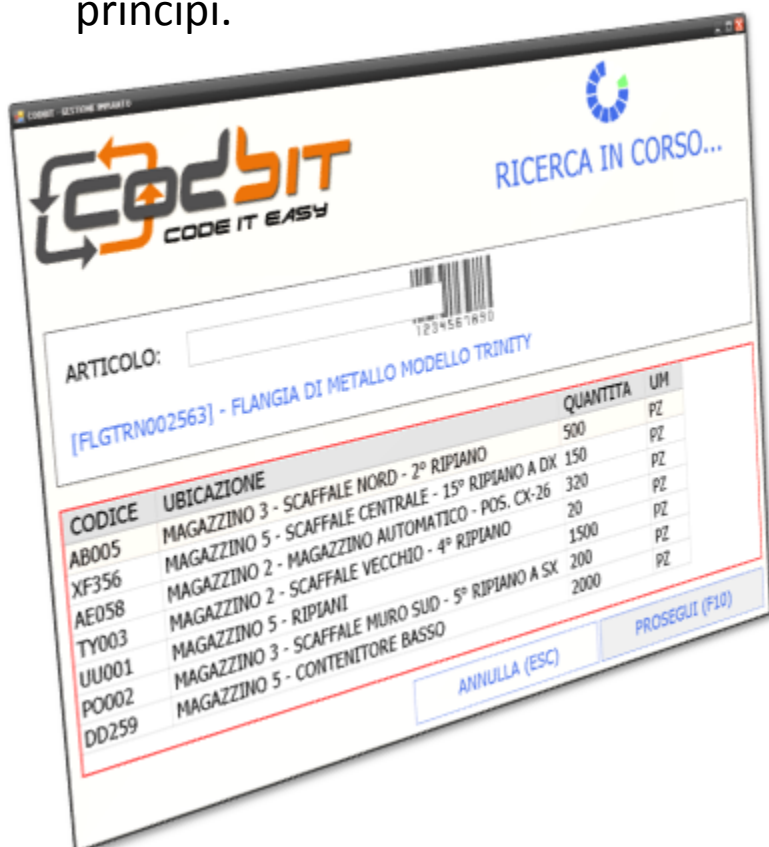 principi.
CODBIT - GESTIONE IMPIANTO
codbit
CODE IT EASY
RICERCA IN CORSO...
ARTICOLO:
1234567890
[FLGTRN002563] - FLANGIA DI METALLO MODELLO TRINITY
CODICE UBICAZIONE QUANTITA UM
AB005 MAGAZZINO 3 - SCAFFALE NORD - 2° RIPIANO 500 PZ
XF356 MAGAZZINO 5 - SCAFFALE CENTRALE - 15° RIPIANO A DX 150 PZ
AE058 MAGAZZINO 2 - MAGAZZINO AUTOMATICO - POS. CX-26 320 PZ
TY003 MAGAZZINO 2 - SCAFFALE VECCHIO - 4° RIPIANO 20 PZ
UU001 MAGAZZINO 5 - RIPIANI 1500 PZ
PO002 MAGAZZINO 3 - SCAFFALE MURO SUD - 5° RIPIANO A SX 200 PZ
DD259 MAGAZZINO 5 - CONTENITORE BASSO 2000 PZ
ANNULLA (ESC) PROSEGUI (F10)